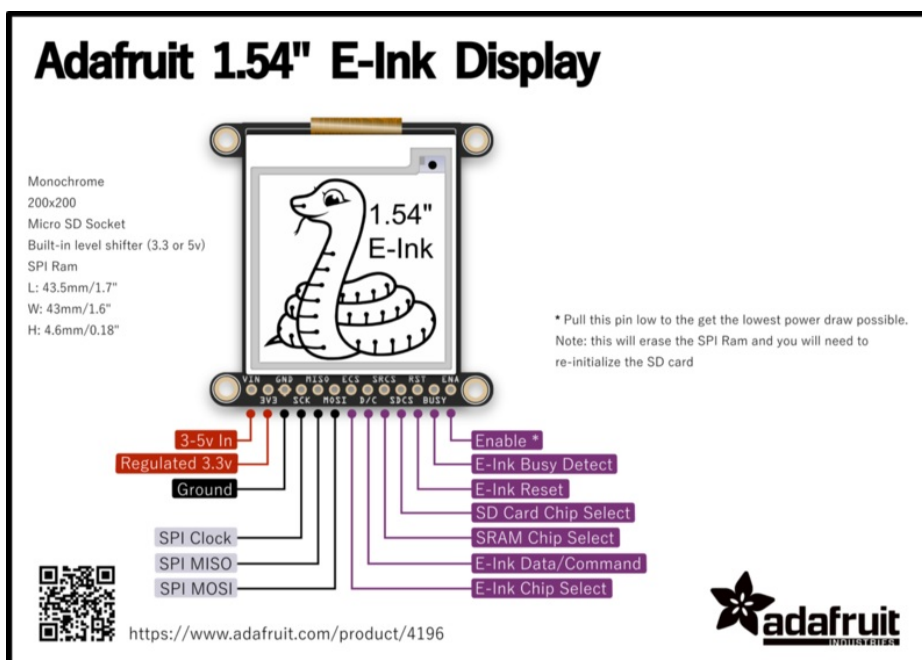 Adafruit 1.54" E-Ink Display
Monochrome
200x200
Micro SD Socket
Built-in level shifter (3.3 or 5v)
SPI Ram
L: 43.5mm/1.7"
W: 43mm/1.6"
H: 4.6mm/0.18"
1.54"
E-Ink
* Pull this pin low to the get the lowest power draw possible.
Note: this will erase the SPI Ram and you will need to
re-initialize the SD card
VIN GND MISO ECS SRCS RST ENA
3V3 SCK MOSI D/C SDCS BUSY
3-5v In
Regulated 3.3v
Ground
SPI Clock
SPI MISO
SPI MOSI
Enable *
E-Ink Busy Detect
E-Ink Reset
SD Card Chip Select
SRAM Chip Select
E-Ink Data/Command
E-Ink Chip Select
https://www.adafruit.com/product/4196
adafruit
INDUSTRIES